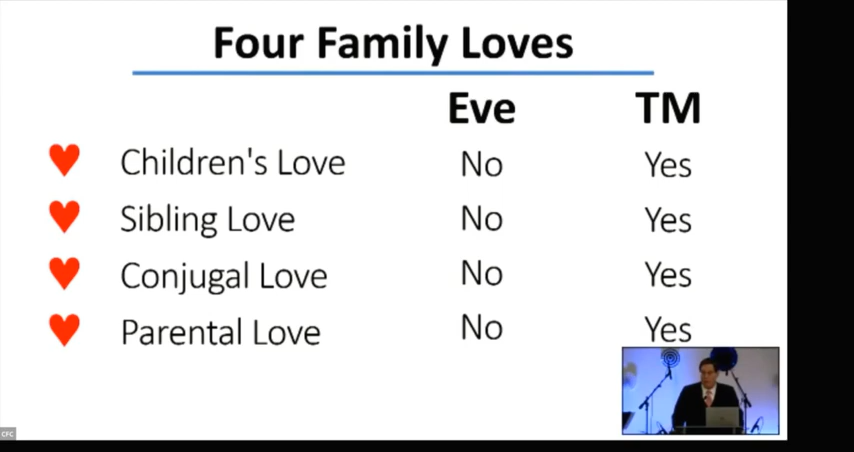 Four Family Loves
Eve TM
♥ Children's Love No Yes
♥ Sibling Love No Yes
♥ Conjugal Love No Yes
♥ Parental Love No Yes
CFC